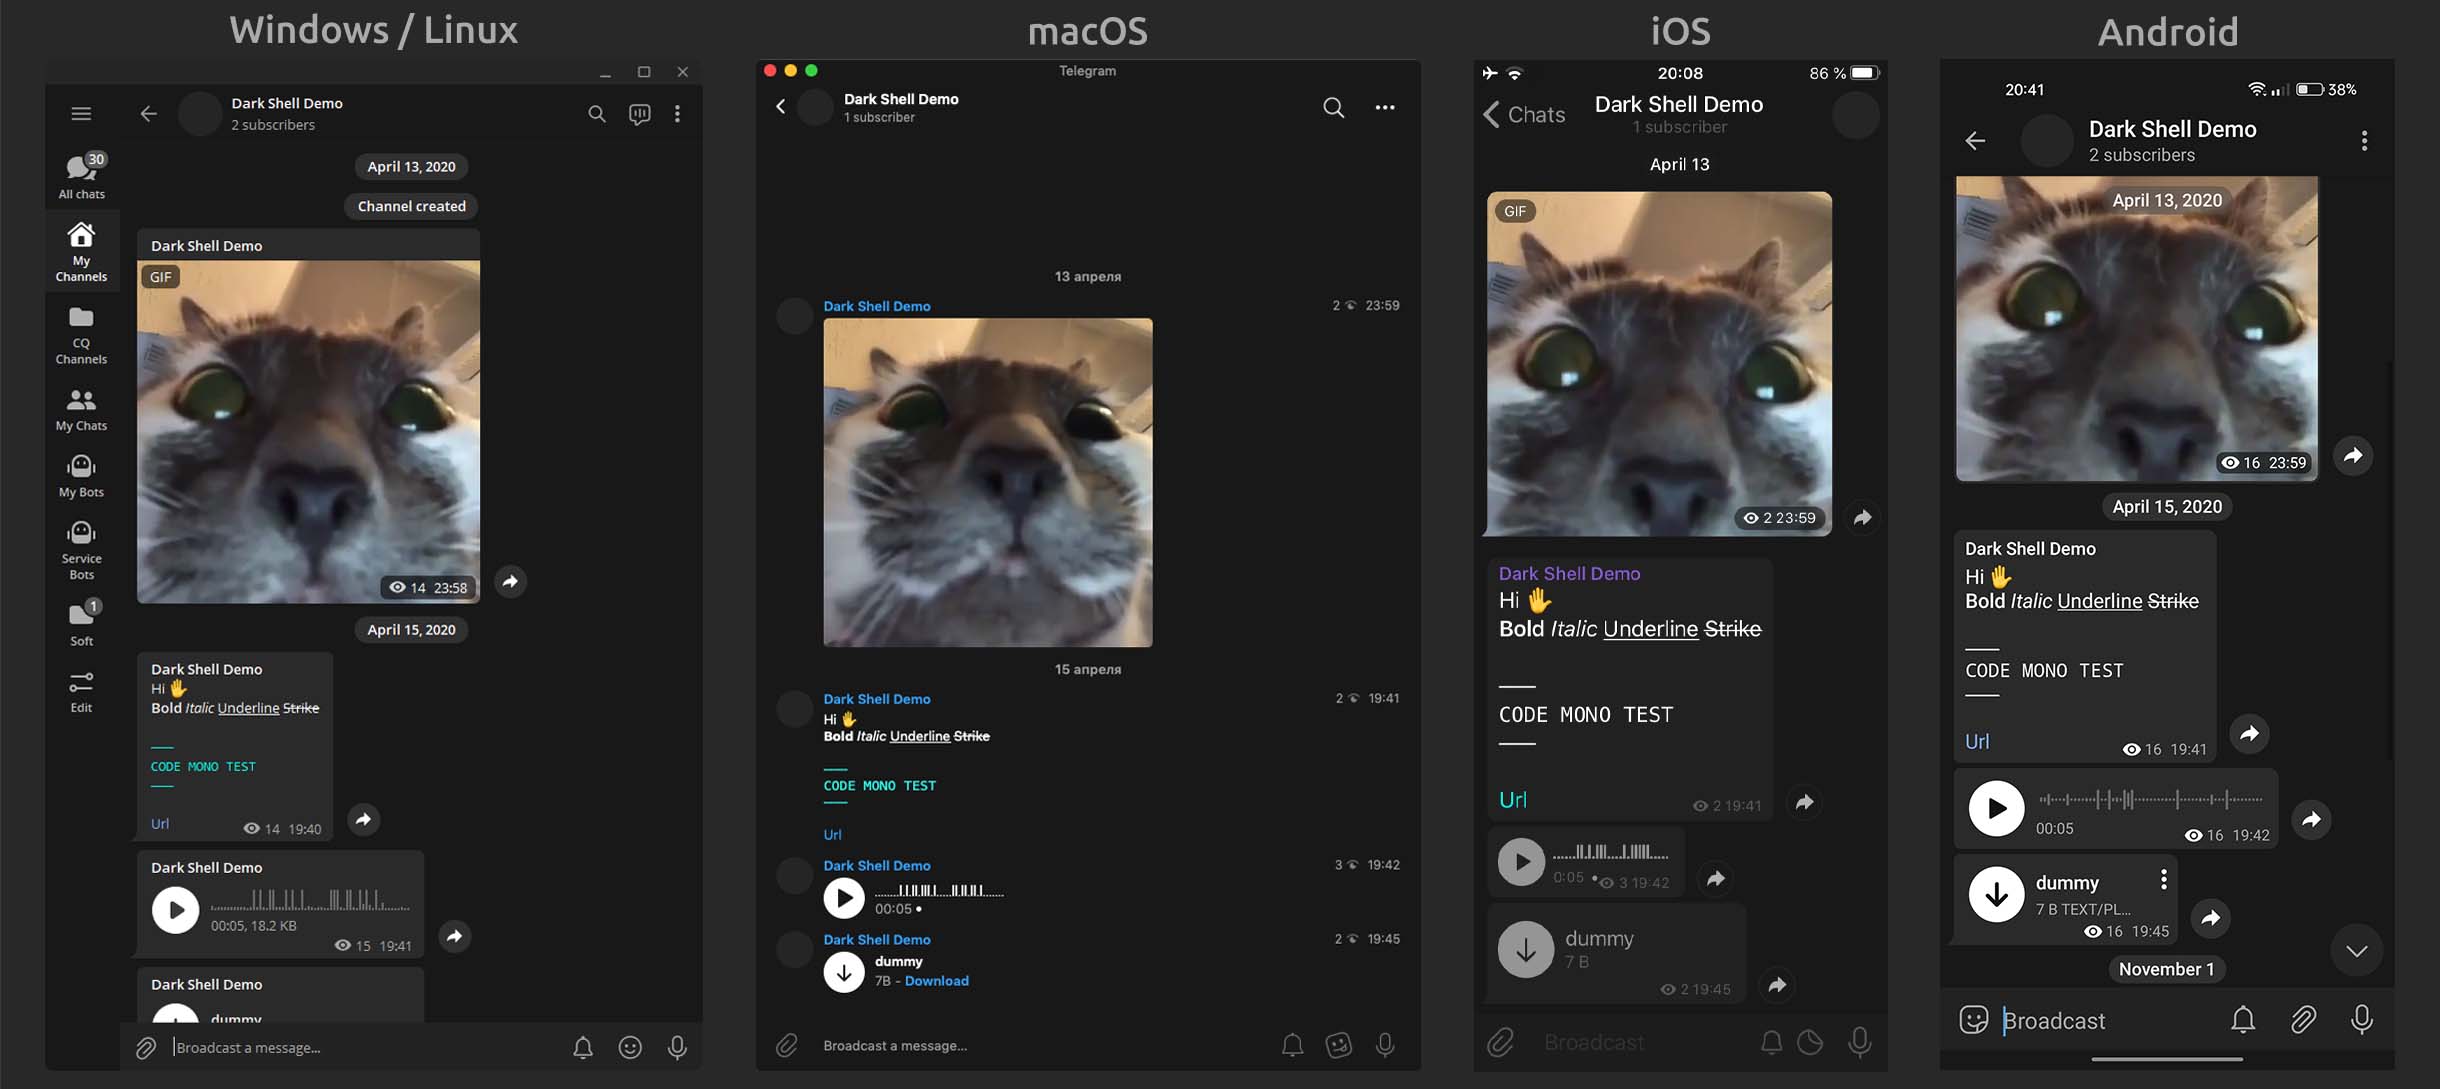 Windows / Linux
Dark Shell Demo
2 subscribers
30
All chats
My
Channels
CQ
Channels
My Chats
My Bots
Service
Bots
1
Soft
Edit
April 13, 2020
Channel created
Dark Shell Demo
GIF
14 23:58
April 15, 2020
Dark Shell Demo
Hi 🤚
Bold Italic Underline Strike
CODE MONO TEST
Url
14 19:40
Dark Shell Demo
00:05, 18.2 KB
15 19:41
Dark Shell Demo
dummy
Broadcast a message...
macOS
Telegram
Dark Shell Demo
1 subscriber
13 апреля
Dark Shell Demo
2 23:59
15 апреля
Dark Shell Demo
2 19:41
Hi 🤚
Bold Italic Underline Strike
CODE MONO TEST
Url
Dark Shell Demo
3 19:42
00:05
Dark Shell Demo
2 19:45
dummy
7B - Download
Broadcast a message...
iOS
20:08
86 %
Chats
Dark Shell Demo
1 subscriber
April 13
GIF
2 23:59
Dark Shell Demo
Hi 🤚
Bold Italic Underline Strike
CODE MONO TEST
Url
2 19:41
0:05
3 19:42
dummy
7 B
2 19:45
Broadcast
Android
20:41
38%
Dark Shell Demo
2 subscribers
April 13, 2020
16 23:59
April 15, 2020
Dark Shell Demo
Hi 🤚
Bold Italic Underline Strike
CODE MONO TEST
Url
16 19:41
00:05
16 19:42
dummy
7 B TEXT/PL...
16 19:45
November 1
Broadcast